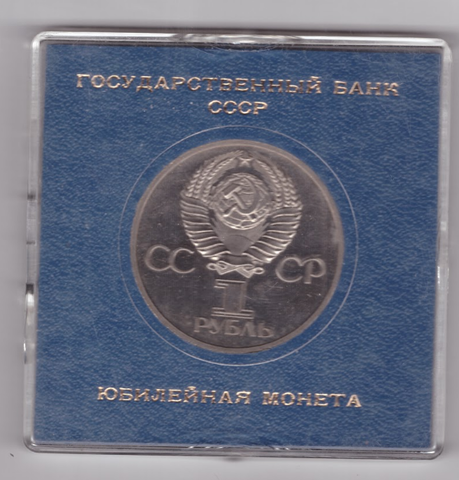 ГОСУДАРСТВЕННЫЙ БАНК
СССР
СС СР
1
РУБЛЬ
ЮБИЛЕЙНАЯ МОНЕТА